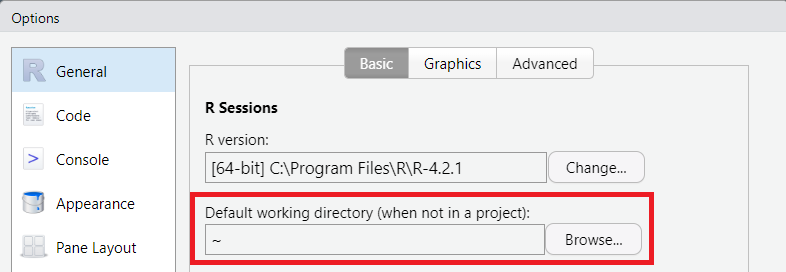 Options
R General
Code
> Console
Appearance
Pane Layout
Basic Graphics Advanced
R Sessions
R version:
[64-bit] C:\Program Files\R\R-4.2.1 Change...
Default working directory (when not in a project):
~ Browse...